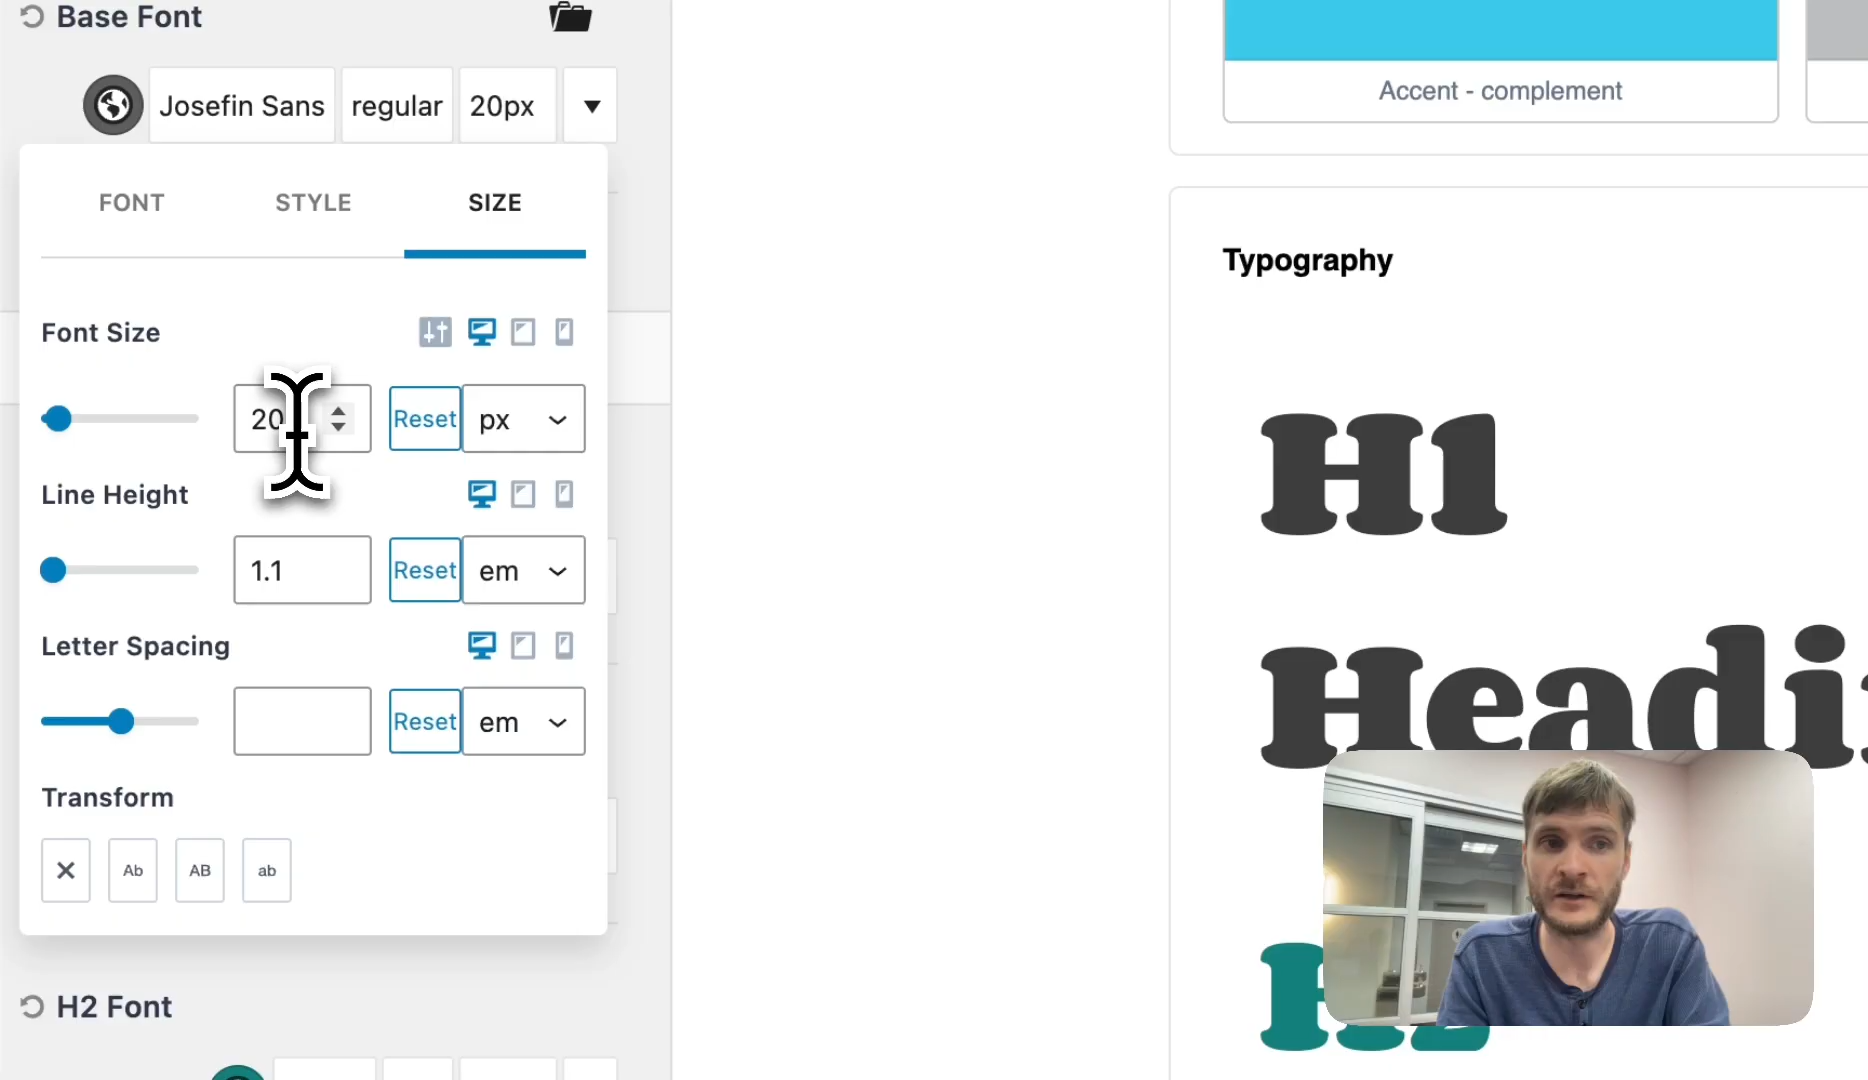 Base Font
Josefin Sans
regular
20px
FONT
STYLE
SIZE
Font Size
20
Reset
px
Line Height
1.1
Reset
em
Letter Spacing
Reset
em
Transform
Ab
AB
ab
H2 Font
Accent - complement
Typography
H1
H2